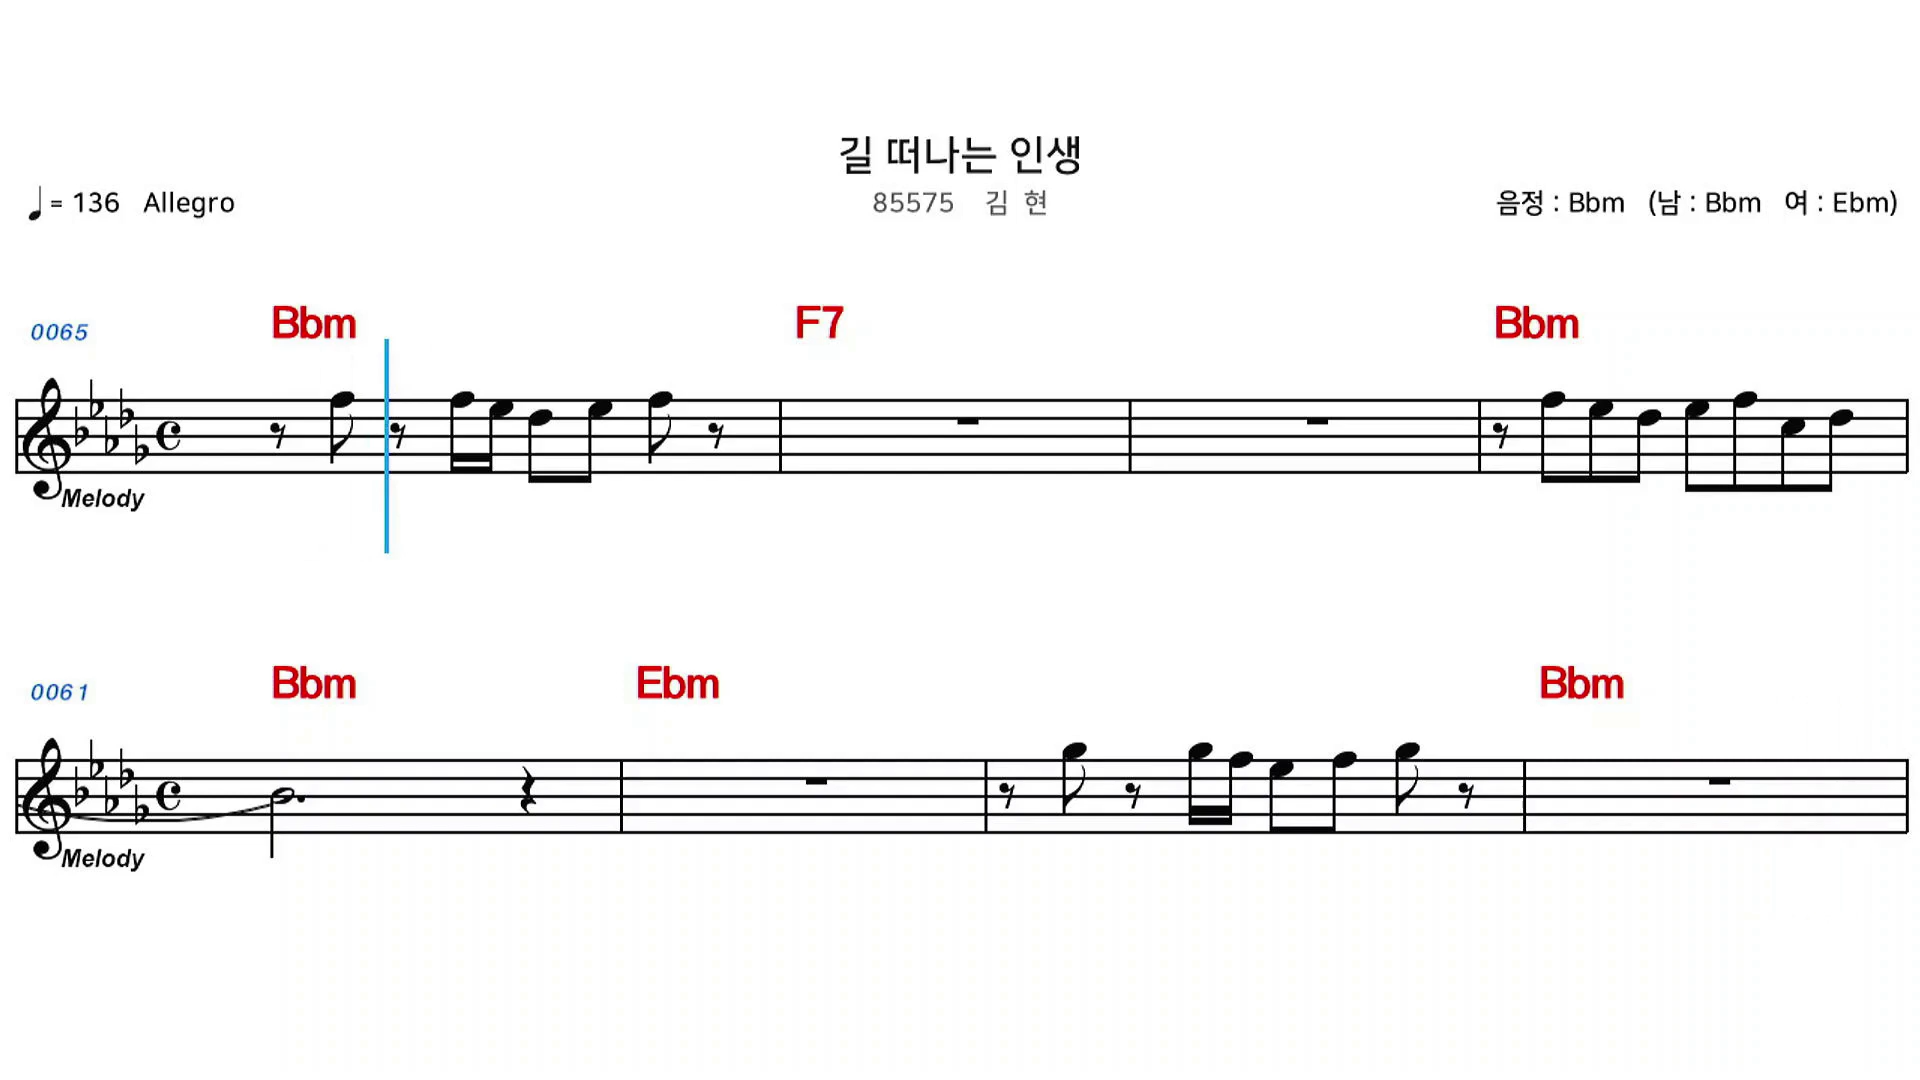 길 떠나는 인생
= 136 Allegro
85575 김 현
음정 : Bbm (남 : Bbm 여 : Ebm)
0065 Bbm F7 Bbm
Melody
0061 Bbm Ebm Bbm
Melody